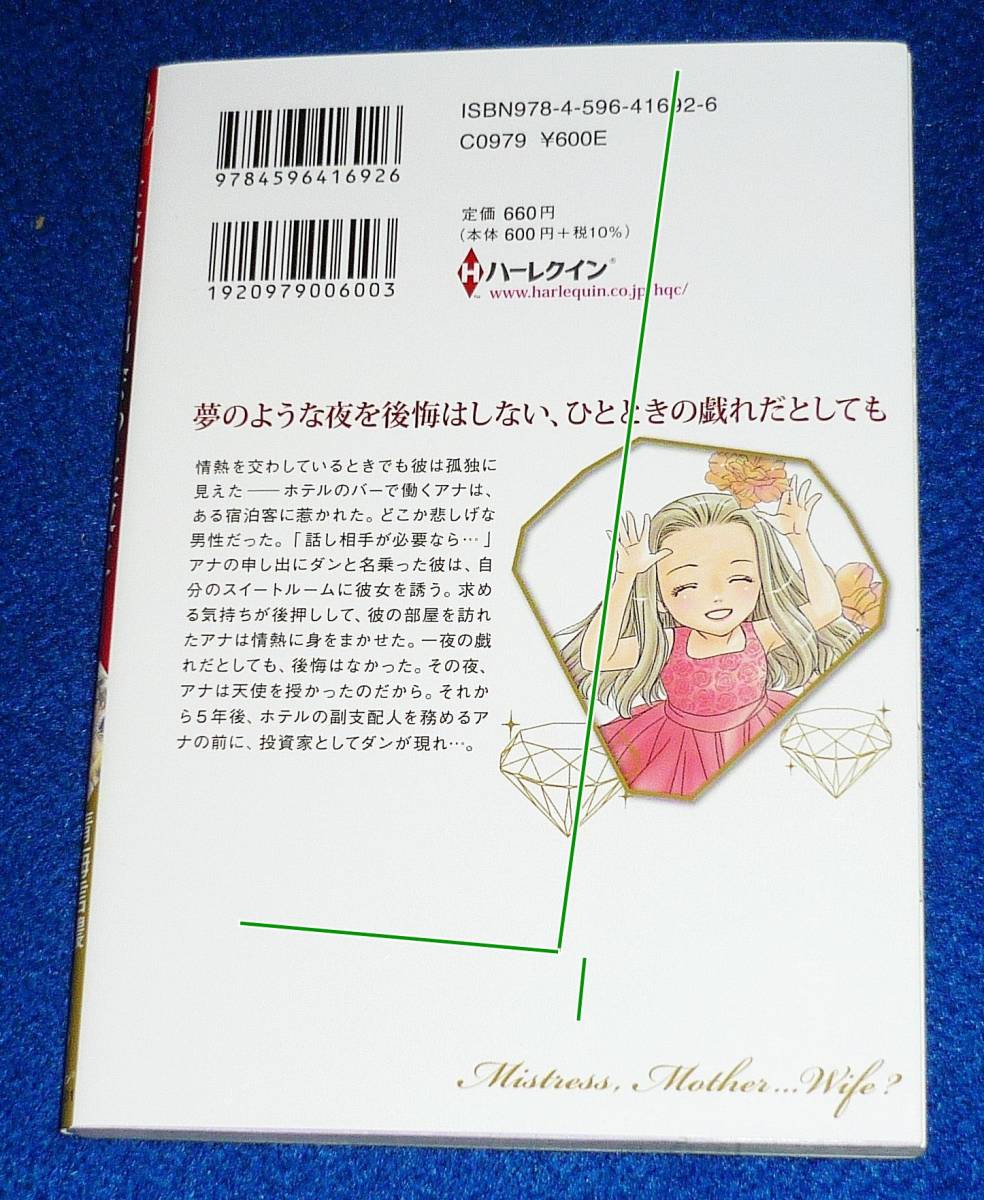 ISBN978-4-596-41692-6
C0979 ¥600E
9784596416926
定価 660円
(本体 600円+税10%)
1920979006003
H ハーレクイン®
™
www.harlequin.co.jp/hqc/
夢のような夜を後悔はしない、ひとときの戯れだとしても
情熱を交わしているときでも彼は孤独に
見えた――ホテルのバーで働くアナは、
ある宿泊客に惹かれた。どこか悲しげな
男性だった。「話し相手が必要なら…」
アナの申し出にダンと名乗った彼は、自
分のスイートルームに彼女を誘う。求め
る気持ちが後押しして、彼の部屋を訪れ
たアナは情熱に身をまかせた。一夜の戯
れだとしても、後悔はなかった。その夜、
アナは天使を授かったのだから。それか
ら5年後、ホテルの副支配人を務めるア
ナの前に、投資家としてダンが現れ…。
Mistress, Mother...Wife?